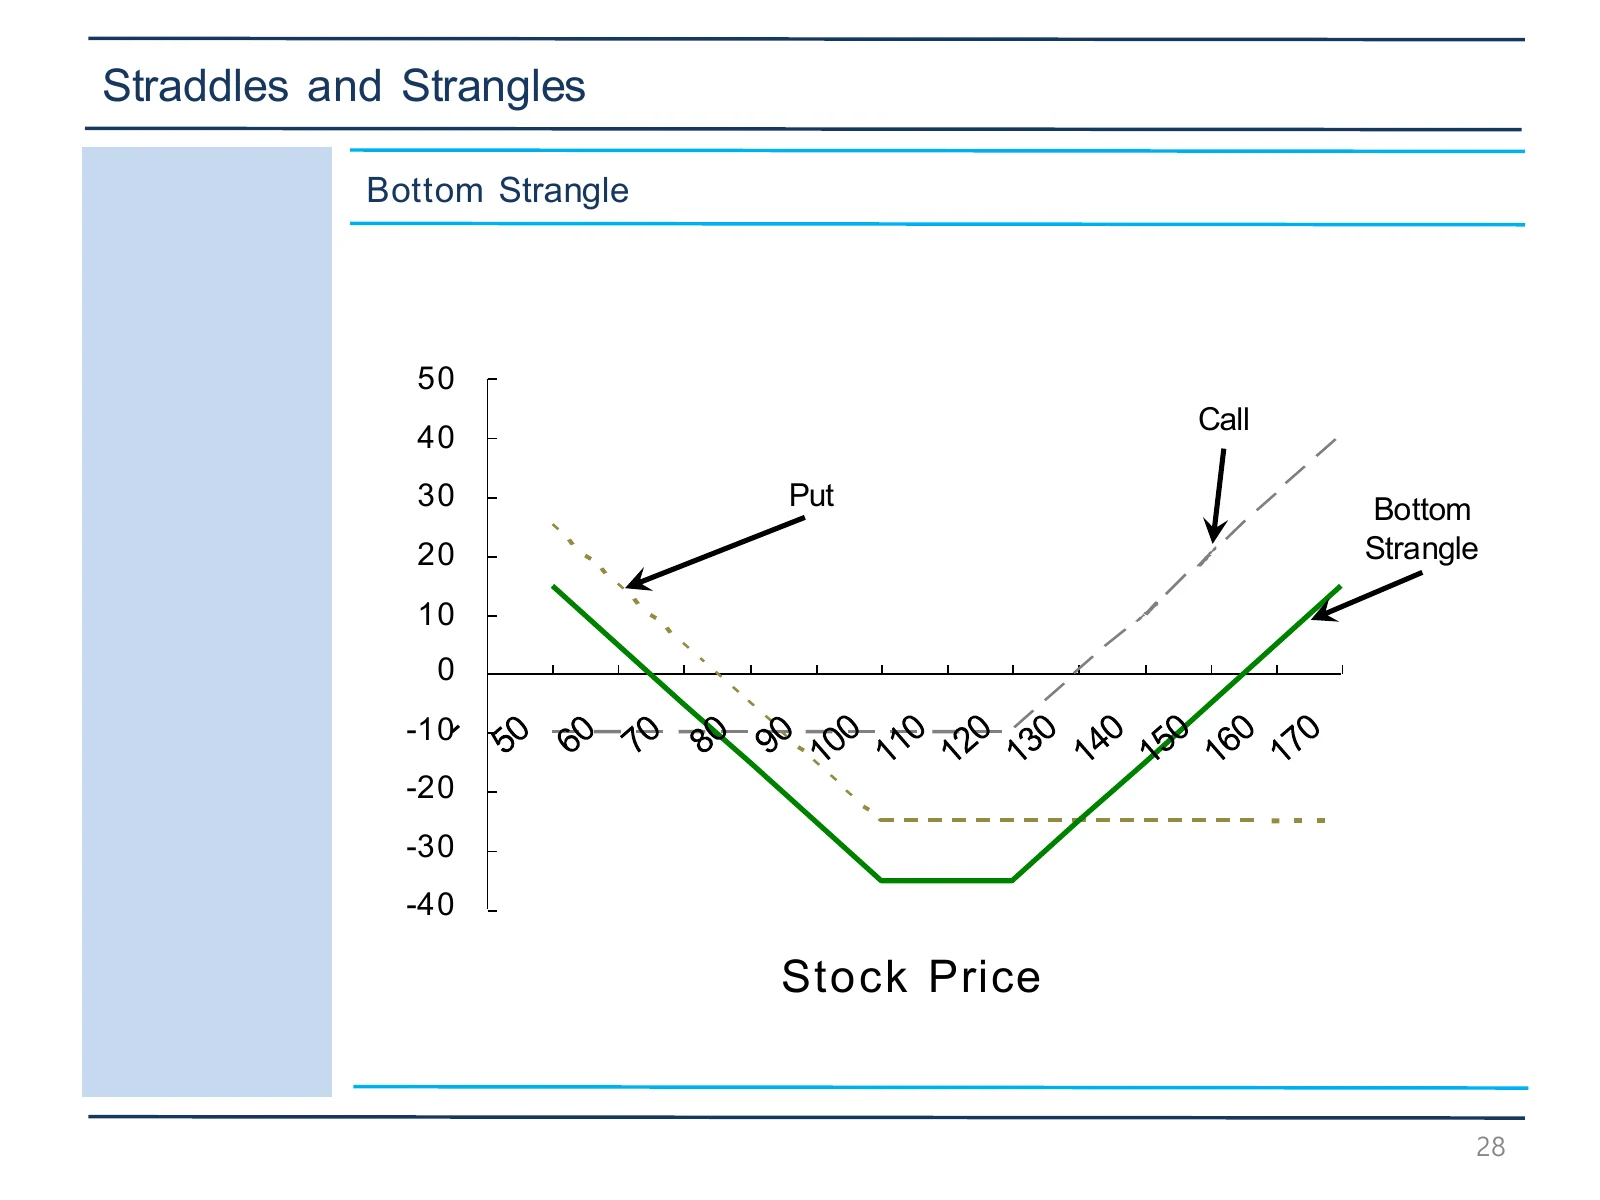 Straddles and Strangles
Bottom Strangle
50
40
30
20
10
0
-10
-20
-30
-40
Call
Put
Bottom
Strangle
- 50 60 70 80 90 100 110 120 130 140 150 160 170
Stock Price
28